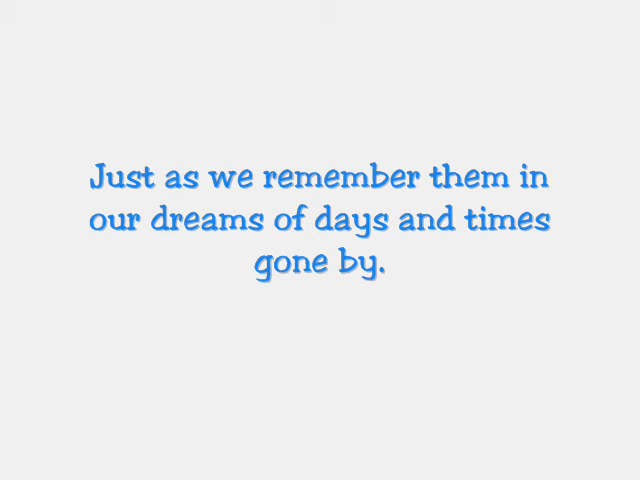 Just as we remember them in
our dreams of days and times
gone by.